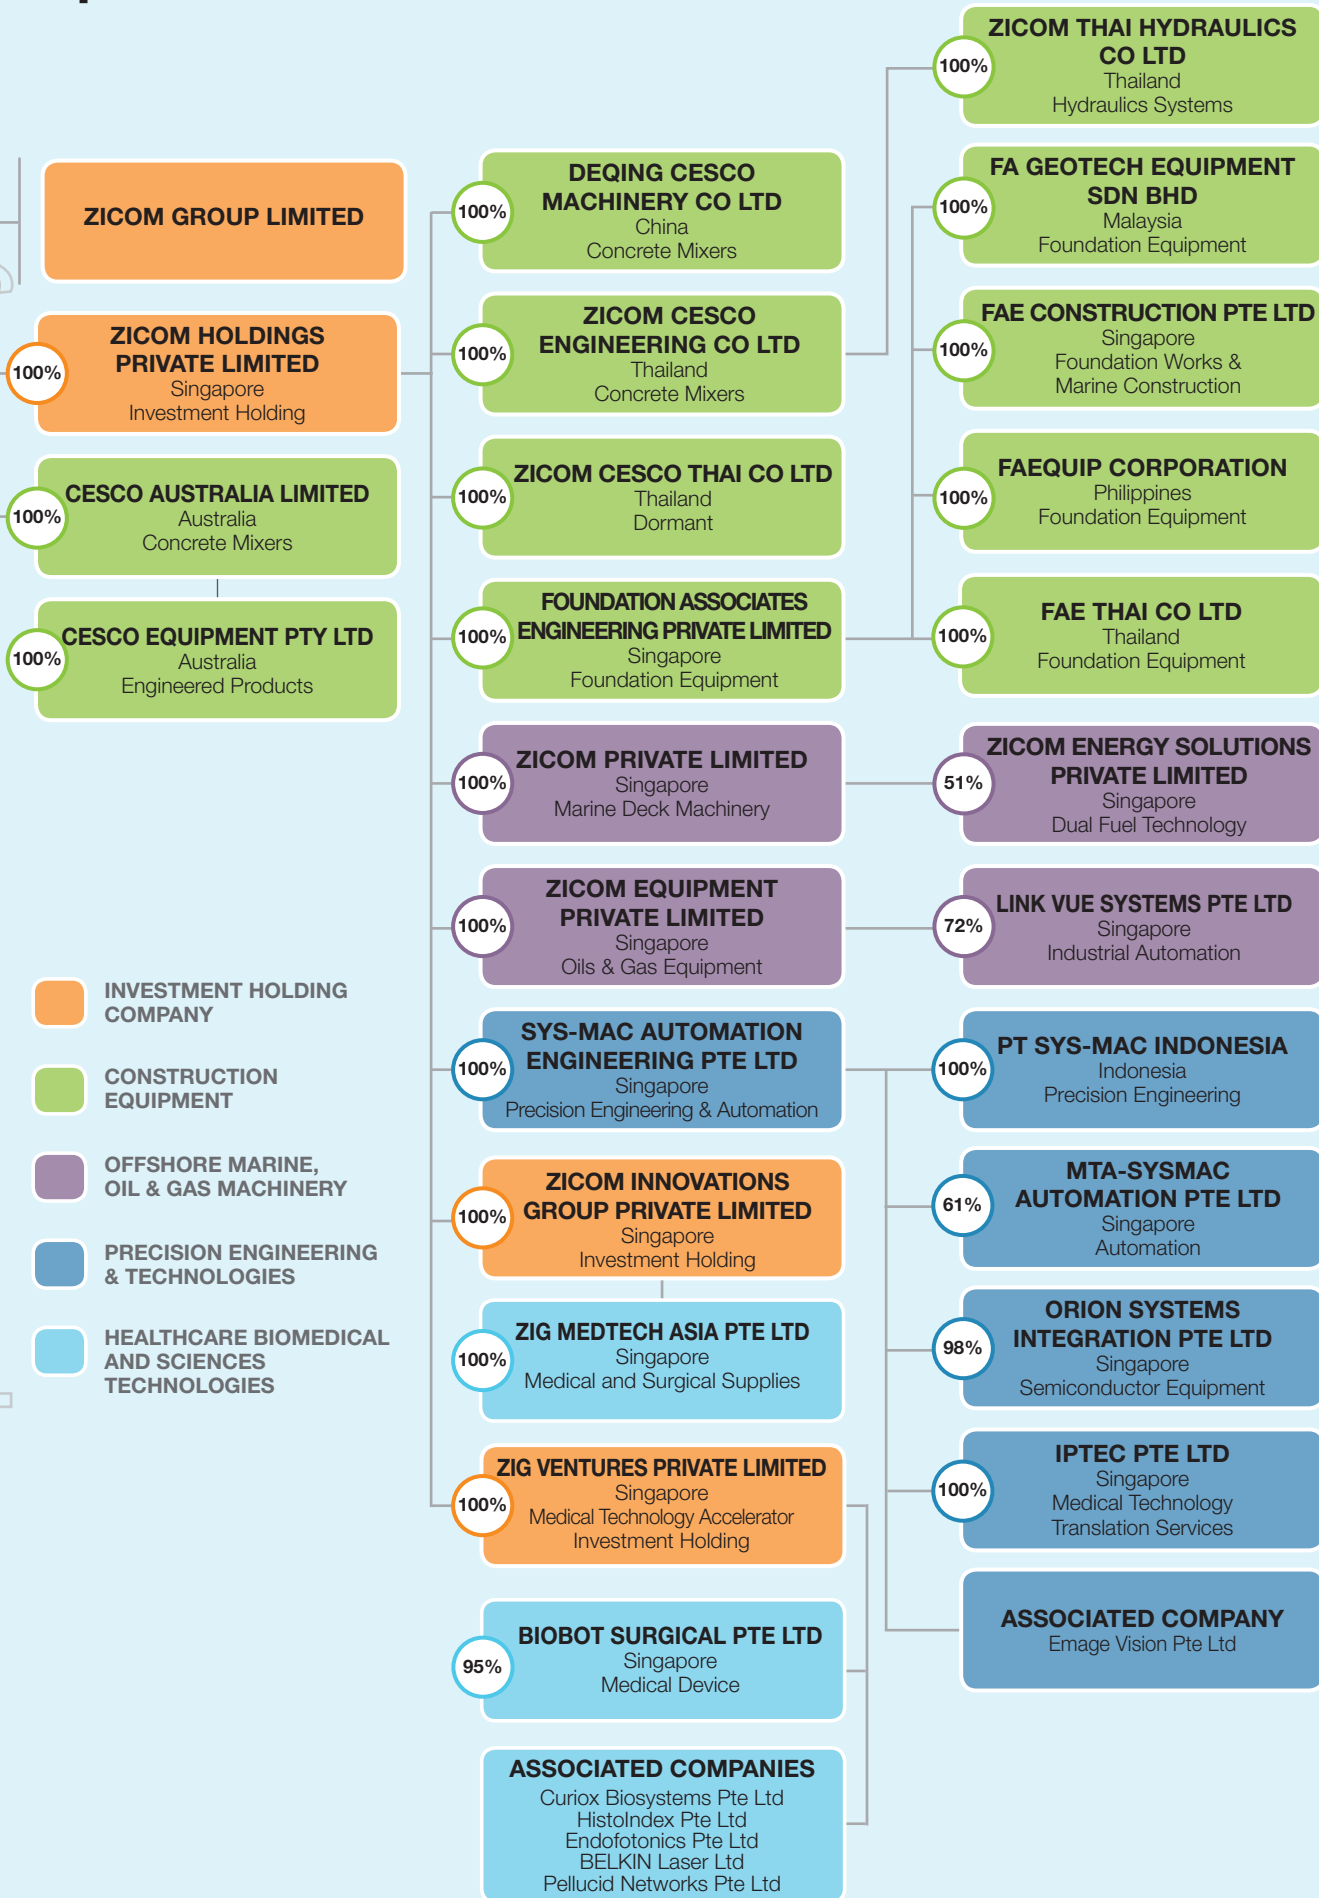 ZICOM GROUP LIMITED
100%
ZICOM HOLDINGS
PRIVATE LIMITED
Singapore
Investment Holding
100%
CESCO AUSTRALIA LIMITED
Australia
Concrete Mixers
100%
CESCO EQUIPMENT PTY LTD
Australia
Engineered Products
INVESTMENT HOLDING
COMPANY
CONSTRUCTION
EQUIPMENT
OFFSHORE MARINE,
OIL & GAS MACHINERY
PRECISION ENGINEERING
& TECHNOLOGIES
HEALTHCARE BIOMEDICAL
AND SCIENCES
TECHNOLOGIES
100%
DEQING CESCO
MACHINERY CO LTD
China
Concrete Mixers
100%
ZICOM CESCO
ENGINEERING CO LTD
Thailand
Concrete Mixers
100%
ZICOM CESCO THAI CO LTD
Thailand
Dormant
100%
FOUNDATION ASSOCIATES
ENGINEERING PRIVATE LIMITED
Singapore
Foundation Equipment
100%
ZICOM PRIVATE LIMITED
Singapore
Marine Deck Machinery
100%
ZICOM EQUIPMENT
PRIVATE LIMITED
Singapore
Oils & Gas Equipment
100%
SYS-MAC AUTOMATION
ENGINEERING PTE LTD
Singapore
Precision Engineering & Automation
100%
ZICOM INNOVATIONS
GROUP PRIVATE LIMITED
Singapore
Investment Holding
100%
ZIG MEDTECH ASIA PTE LTD
Singapore
Medical and Surgical Supplies
100%
ZIG VENTURES PRIVATE LIMITED
Singapore
Medical Technology Accelerator
Investment Holding
95%
BIOBOT SURGICAL PTE LTD
Singapore
Medical Device
ASSOCIATED COMPANIES
Curiox Biosystems Pte Ltd
HistoIndex Pte Ltd
Endofotonics Pte Ltd
BELKIN Laser Ltd
Pellucid Networks Pte Ltd
100%
ZICOM THAI HYDRAULICS
CO LTD
Thailand
Hydraulics Systems
100%
FA GEOTECH EQUIPMENT
SDN BHD
Malaysia
Foundation Equipment
100%
FAE CONSTRUCTION PTE LTD
Singapore
Foundation Works &
Marine Construction
100%
FAEQUIP CORPORATION
Philippines
Foundation Equipment
100%
FAE THAI CO LTD
Thailand
Foundation Equipment
51%
ZICOM ENERGY SOLUTIONS
PRIVATE LIMITED
Singapore
Dual Fuel Technology
72%
LINK VUE SYSTEMS PTE LTD
Singapore
Industrial Automation
100%
PT SYS-MAC INDONESIA
Indonesia
Precision Engineering
61%
MTA-SYSMAC
AUTOMATION PTE LTD
Singapore
Automation
98%
ORION SYSTEMS
INTEGRATION PTE LTD
Singapore
Semiconductor Equipment
100%
IPTEC PTE LTD
Singapore
Medical Technology
Translation Services
ASSOCIATED COMPANY
Emage Vision Pte Ltd